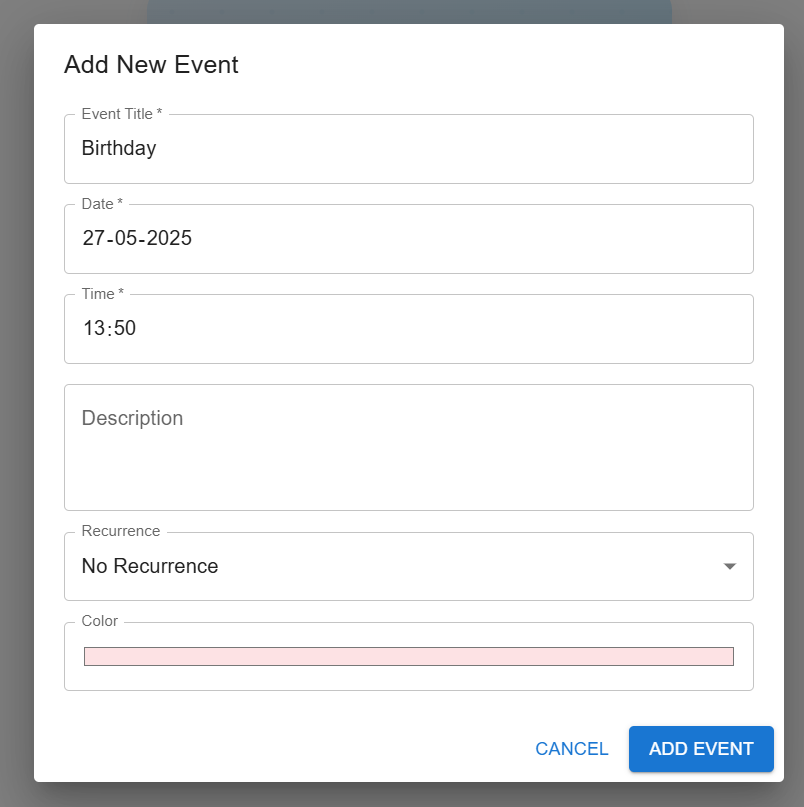 Add New Event
Event Title *
Birthday
Date *
27-05-2025
Time *
13:50
Description
Recurrence
No Recurrence
Color
CANCEL
ADD EVENT